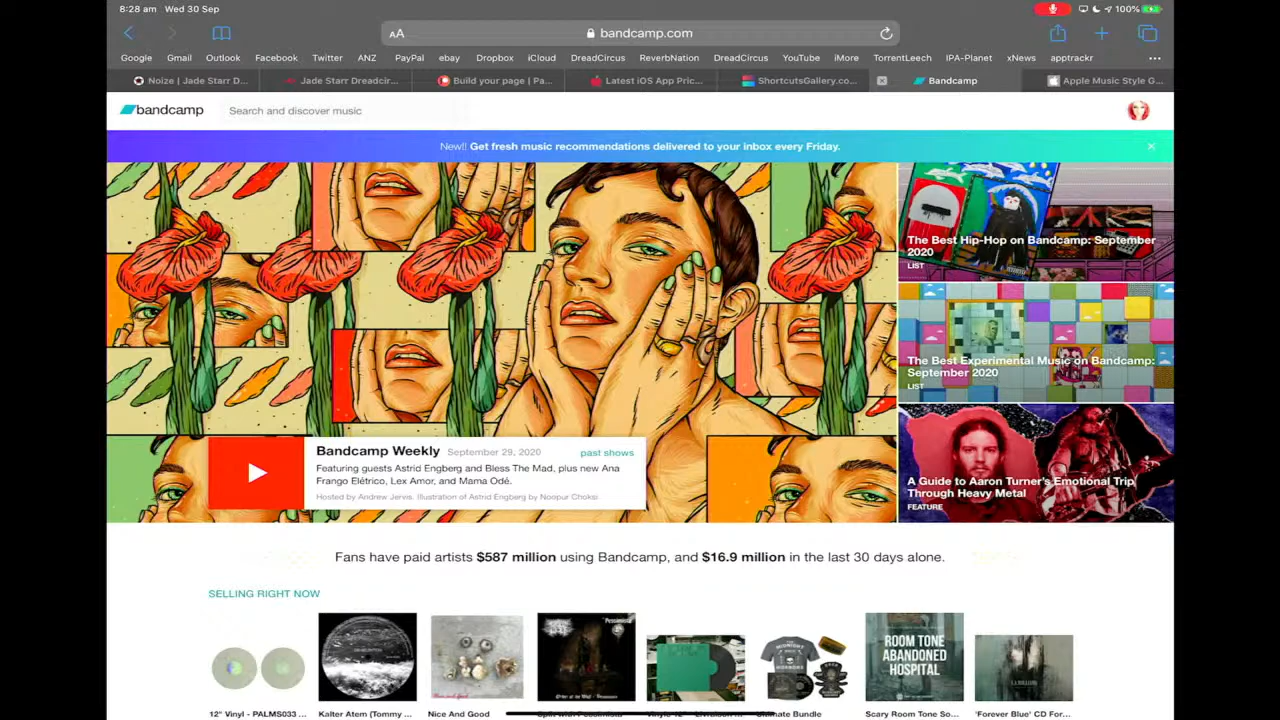 8:28 am Wed 30 Sep
100%
AA
bandcamp.com
Google Gmail Outlook Facebook Twitter ANZ PayPal ebay Dropbox iCloud DreadCircus ReverbNation DreadCircus YouTube iMore TorrentLeech IPA-Planet xNews apptrackr
Noize | Jade Starr D... Jade Starr Dreadcir... Build your page | Pa... Latest iOS App Pric... ShortcutsGallery.co... Bandcamp Apple Music Style G...
bandcamp
Search and discover music
New!! Get fresh music recommendations delivered to your inbox every Friday.
The Best Hip-Hop on Bandcamp: September
2020
LIST
The Best Experimental Music on Bandcamp:
September 2020
LIST
A Guide to Aaron Turner's Emotional Trip
Through Heavy Metal
FEATURE
Bandcamp Weekly September 29, 2020 past shows
Featuring guests Astrid Engberg and Bless The Mad, plus new Ana
Frango Elétrico, Lex Amor, and Mama Odé.
Hosted by Andrew Jervis. Illustration of Astrid Engberg by Noopur Choksi
Fans have paid artists $587 million using Bandcamp, and $16.9 million in the last 30 days alone.
SELLING RIGHT NOW
ROOM TONE
ABANDONED
HOSPITAL
12" Vinyl - PALMS033 ... Kalter Atem (Tommy ... Nice And Good Split with Pessimista Ultimate Bundle Scary Room Tone So... 'Forever Blue' CD For...